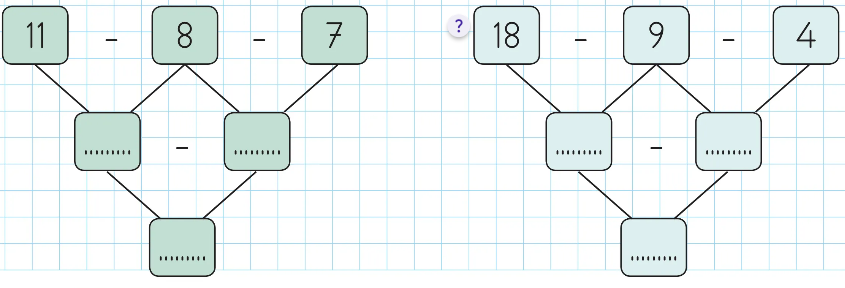 11 - 8 - 7 ? 18 - 9 - 4
......... - ......... ......... - .........
......... .........